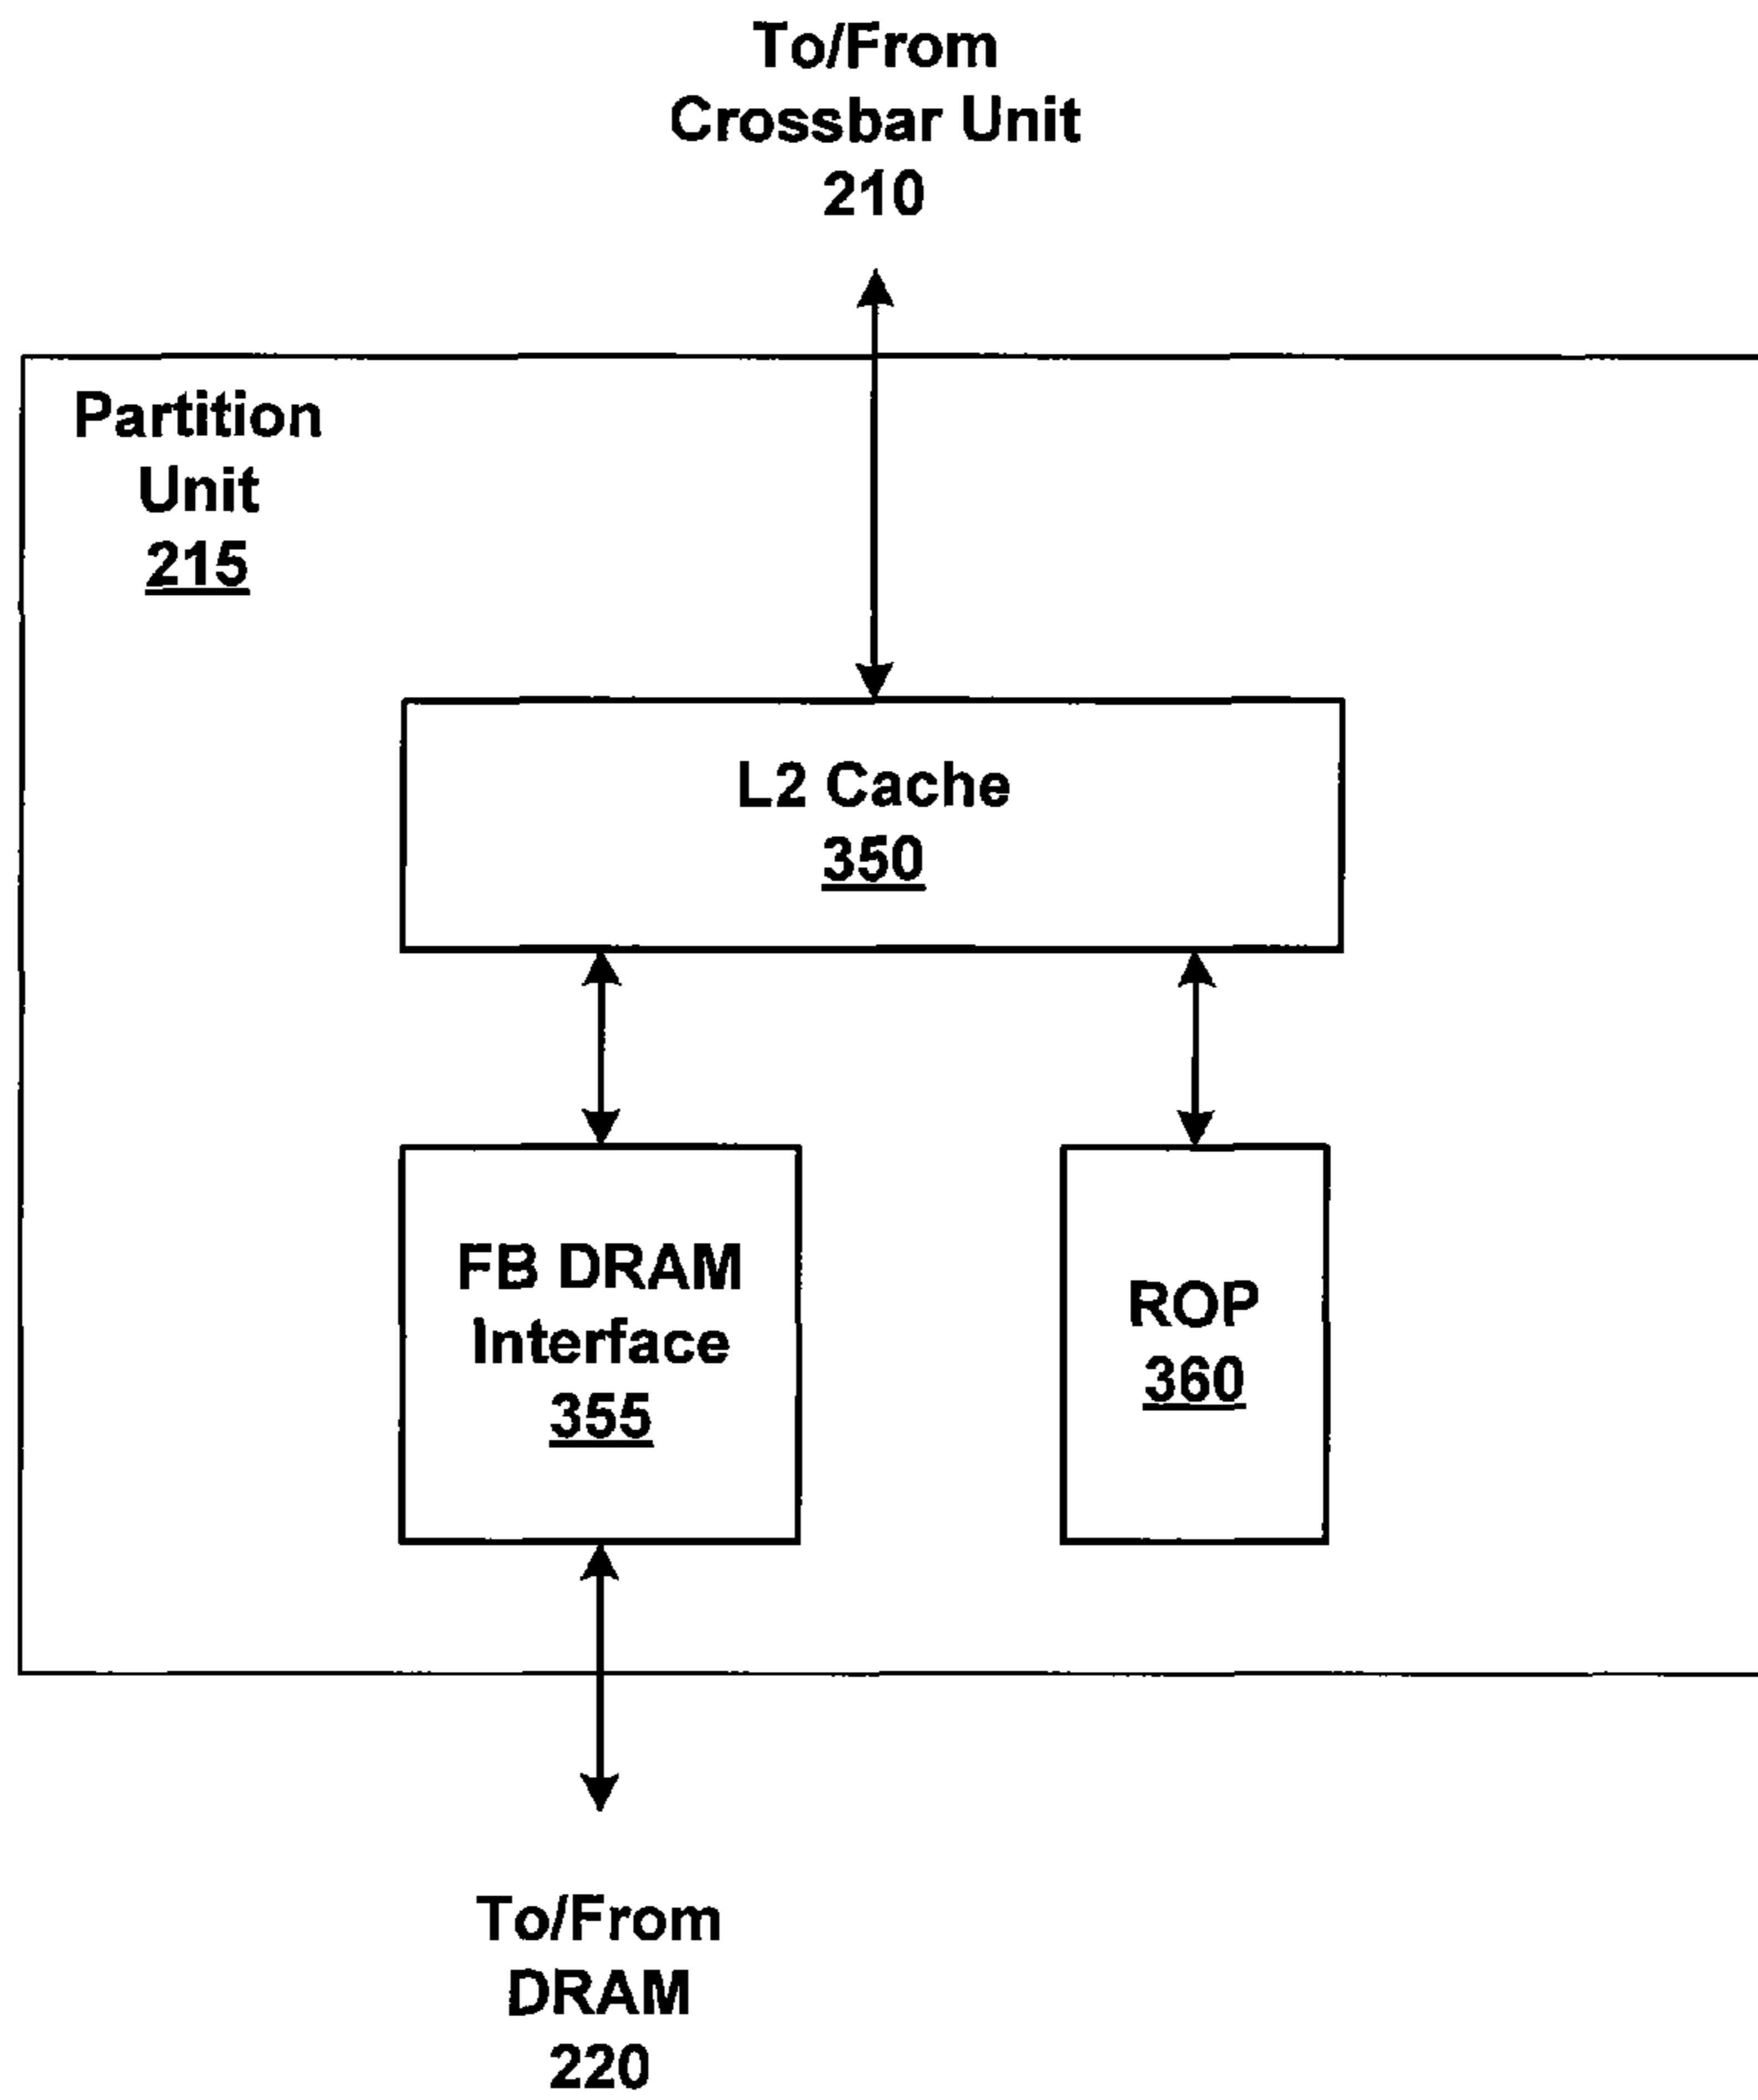 To/From
Crossbar Unit
210
Partition
Unit
215
L2 Cache
350
FB DRAM
Interface
355
ROP
360
To/From
DRAM
220